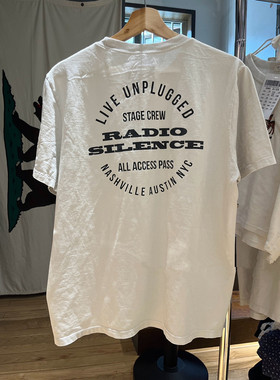 LIVE UNPLUGGED
STAGE CREW
RADIO
SILENCE
ALL ACCESS PASS
NASHVILLE AUSTIN NYC